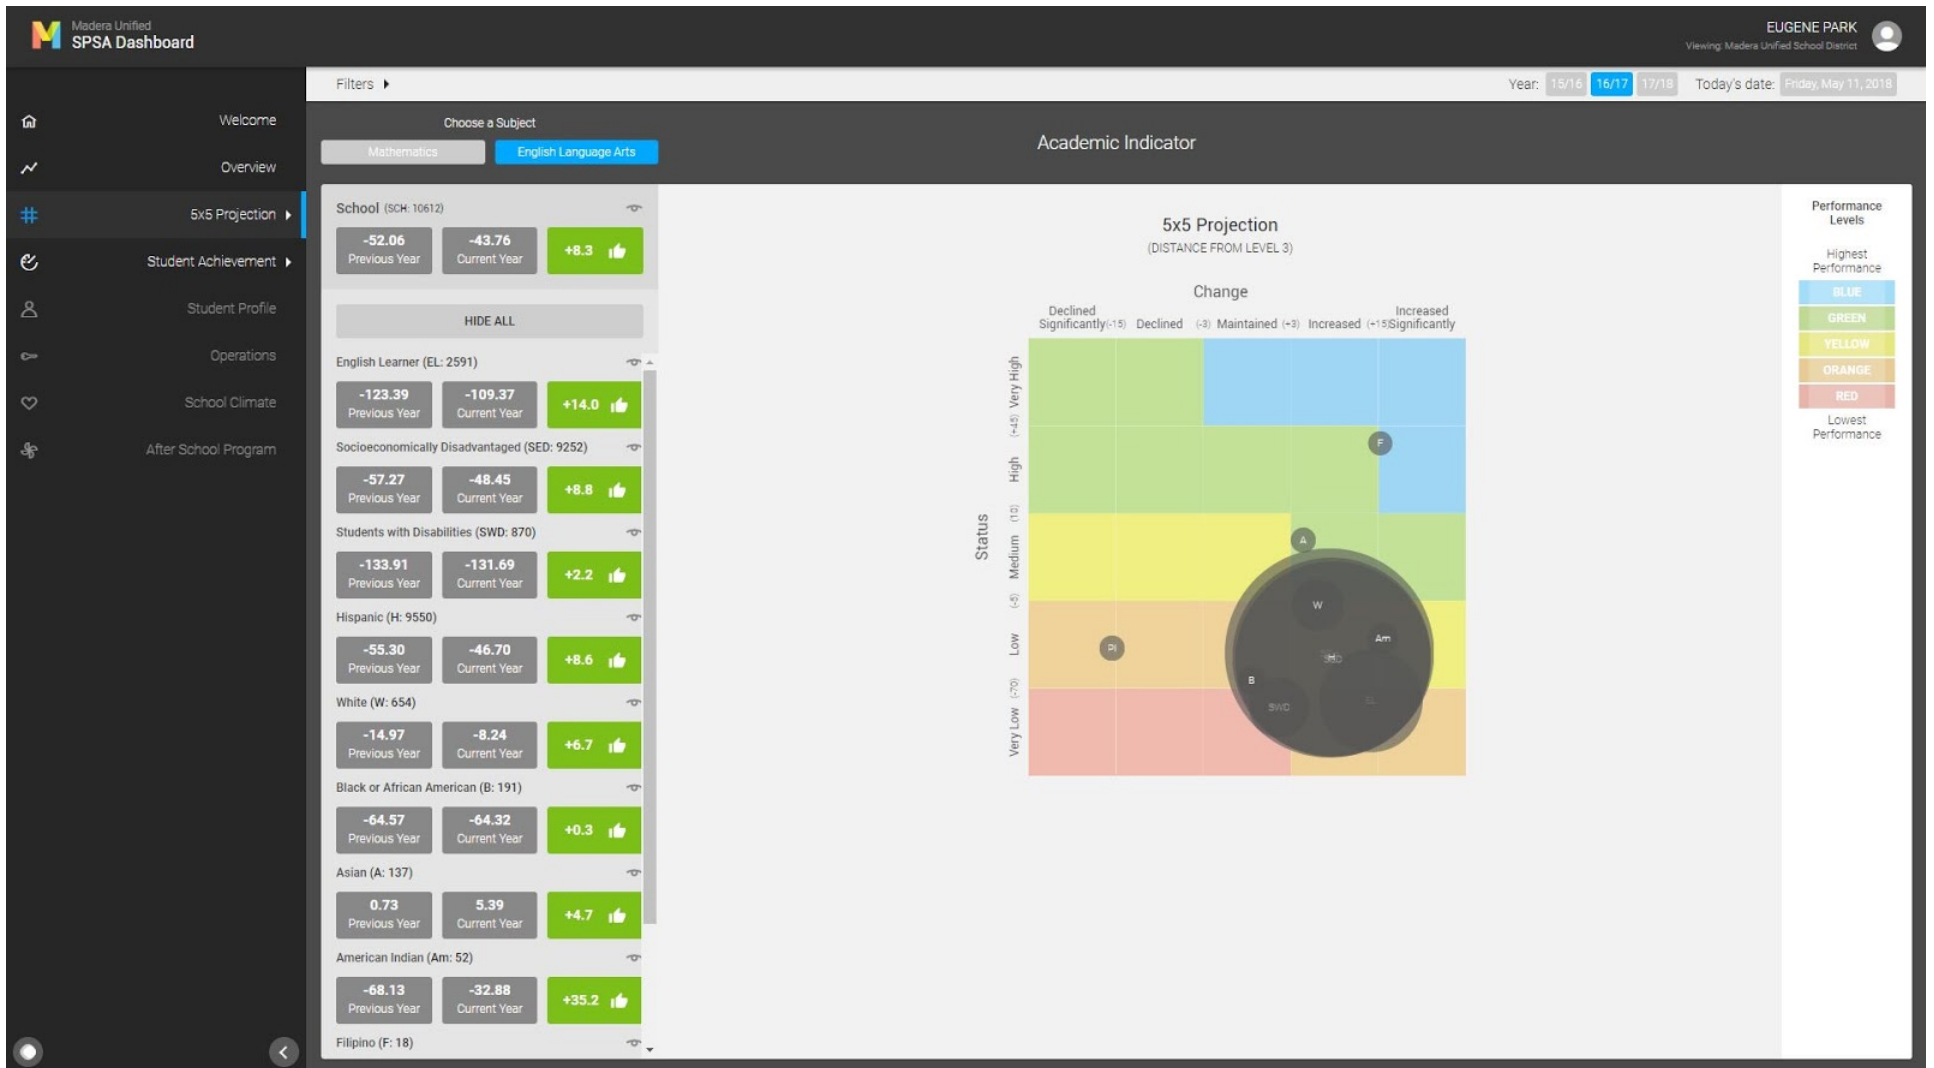 Madera Unified
SPSA Dashboard
EUGENE PARK
Viewing: Madera Unified School District
Filters
Year: 15/16 16/17 17/18 Today's date: Friday, May 11, 2018
Welcome
Overview
5x5 Projection
Student Achievement
Student Profile
Operations
School Climate
After School Program
Choose a Subject
Mathematics English Language Arts
Academic Indicator
School (SCH: 10612)
-52.06 -43.76 +8.3
Previous Year Current Year
HIDE ALL
English Learner (EL: 2591)
-123.39 -109.37 +14.0
Previous Year Current Year
Socioeconomically Disadvantaged (SED: 9252)
-57.27 -48.45 +8.8
Previous Year Current Year
Students with Disabilities (SWD: 870)
-133.91 -131.69 +2.2
Previous Year Current Year
Hispanic (H: 9550)
-55.30 -46.70 +8.6
Previous Year Current Year
White (W: 654)
-14.97 -8.24 +6.7
Previous Year Current Year
Black or African American (B: 191)
-64.57 -64.32 +0.3
Previous Year Current Year
Asian (A: 137)
0.73 5.39 +4.7
Previous Year Current Year
American Indian (Am: 52)
-68.13 -32.88 +35.2
Previous Year Current Year
Filipino (F: 18)
5x5 Projection
(DISTANCE FROM LEVEL 3)
Change
Declined Significantly (-15) Declined (-3) Maintained (+3) Increased (+15) Increased Significantly
Status
Very High
(+45)
High
(10)
Medium
(-5)
Low
(-70)
Very Low
F
A
W
Am
PI
H
B
SWD
EL
Performance
Levels
Highest
Performance
BLUE
GREEN
YELLOW
ORANGE
RED
Lowest
Performance